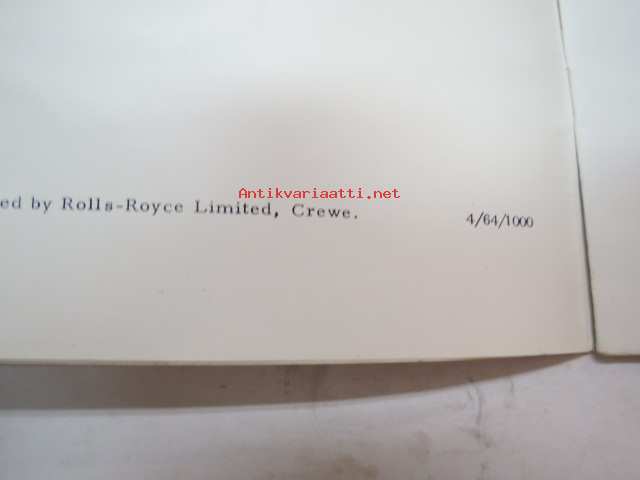 Antikvariaatti.net
ed by Rolls-Royce Limited, Crewe.
4/64/1000